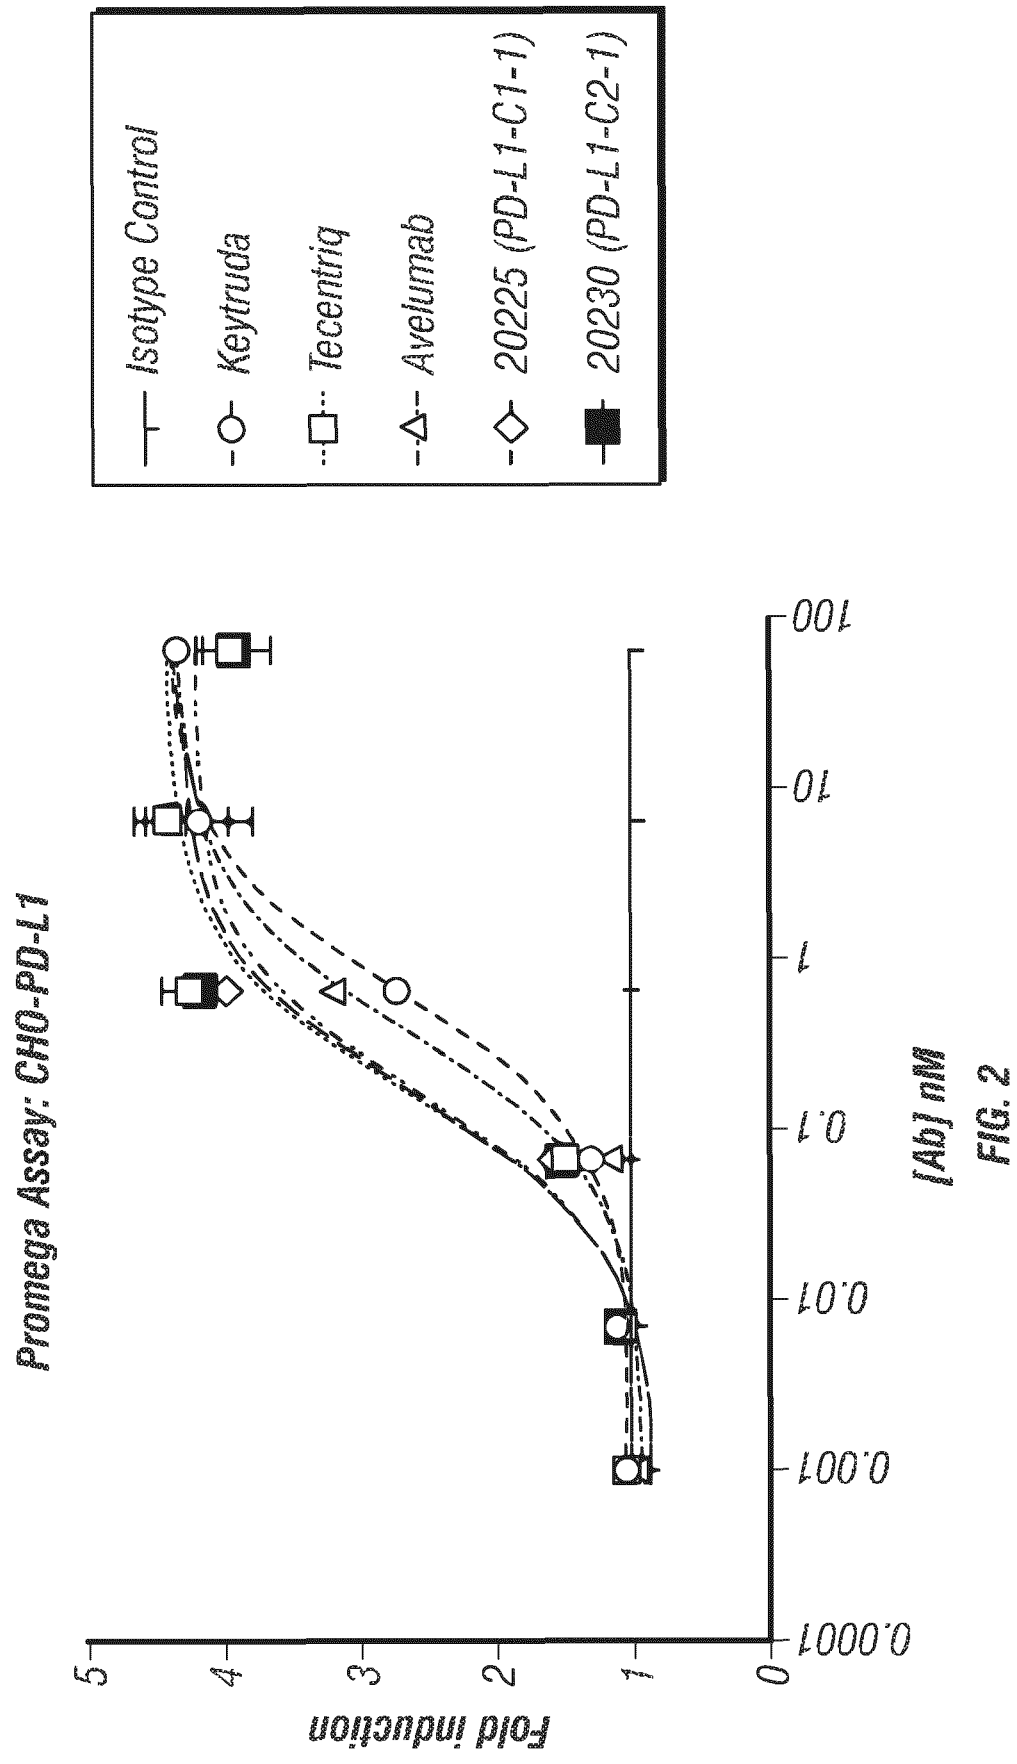 Promega Assay: CHO-PD-L1
Fold induction
5
4
3
2
1
0
0.0001
0.001
0.01
0.1
1
10
100
[Ab] nM
Isotype Control
Keytruda
Tecentriq
Avelumab
20225 (PD-L1-C1-1)
20230 (PD-L1-C2-1)
FIG. 2